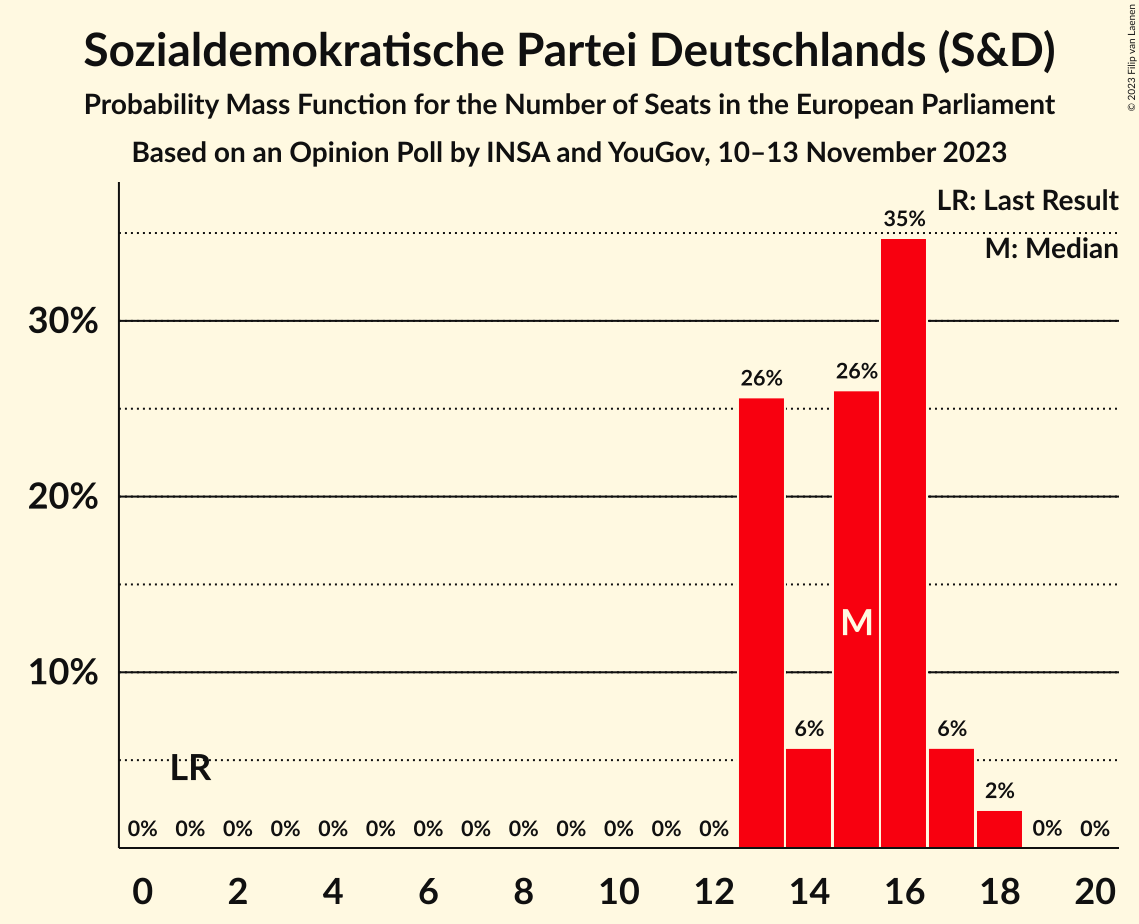 Sozialdemokratische Partei Deutschlands (S&D)
Probability Mass Function for the Number of Seats in the European Parliament
Based on an Opinion Poll by INSA and YouGov, 10–13 November 2023
© 2023 Filip van Laenen
LR: Last Result
M: Median
35%
30%
26%
26%
20%
M
10%
6%
6%
LR
2%
0% 0% 0% 0% 0% 0% 0% 0% 0% 0% 0% 0% 0% 0% 0%
0 2 4 6 8 10 12 14 16 18 20